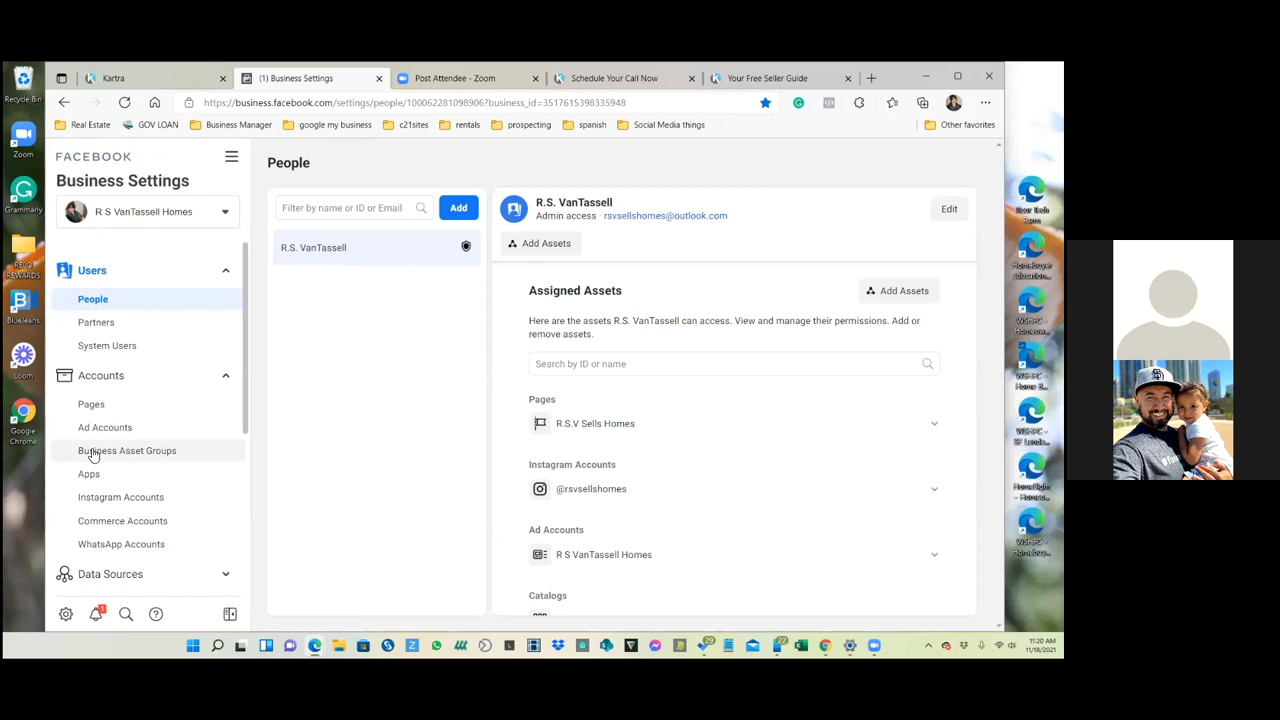 Kartra
(1) Business Settings
Post Attendee - Zoom
Schedule Your Call Now
Your Free Seller Guide
https://business.facebook.com/settings/people/100062281098906?business_id=3517615398335948
Real Estate
GOV LOAN
Business Manager
google my business
c21sites
rentals
prospecting
spanish
Social Media things
Other favorites
Recycle Bin
Zoom
Grammarly
RELO
REWARDS
BlueJeans
Loom
Google
Chrome
FACEBOOK
Business Settings
R S VanTassell Homes
Users
People
Partners
System Users
Accounts
Pages
Ad Accounts
Business Asset Groups
Apps
Instagram Accounts
Commerce Accounts
WhatsApp Accounts
Data Sources
1
People
Filter by name or ID or Email
Add
R.S. VanTassell
R.S. VanTassell
Admin access · rsvsellshomes@outlook.com
Edit
Add Assets
Assigned Assets
Add Assets
Here are the assets R.S. VanTassell can access. View and manage their permissions. Add or
remove assets.
Search by ID or name
Pages
R.S.V Sells Homes
Instagram Accounts
@rsvsellshomes
Ad Accounts
R S VanTassell Homes
Catalogs
Homebuyer
Education...
11:20 AM
11/18/2021